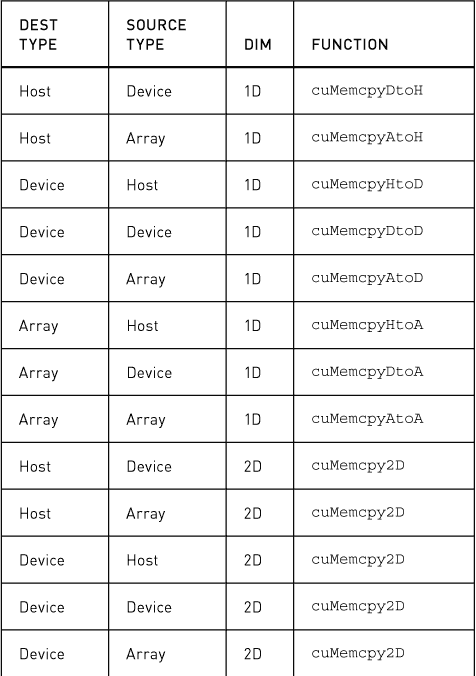 DEST TYPE SOURCE TYPE DIM FUNCTION
Host Device 1D cuMemcpyDtoH
Host Array 1D cuMemcpyAtoH
Device Host 1D cuMemcpyHtoD
Device Device 1D cuMemcpyDtoD
Device Array 1D cuMemcpyAtoD
Array Host 1D cuMemcpyHtoA
Array Device 1D cuMemcpyDtoA
Array Array 1D cuMemcpyAtoA
Host Device 2D cuMemcpy2D
Host Array 2D cuMemcpy2D
Device Host 2D cuMemcpy2D
Device Device 2D cuMemcpy2D
Device Array 2D cuMemcpy2D